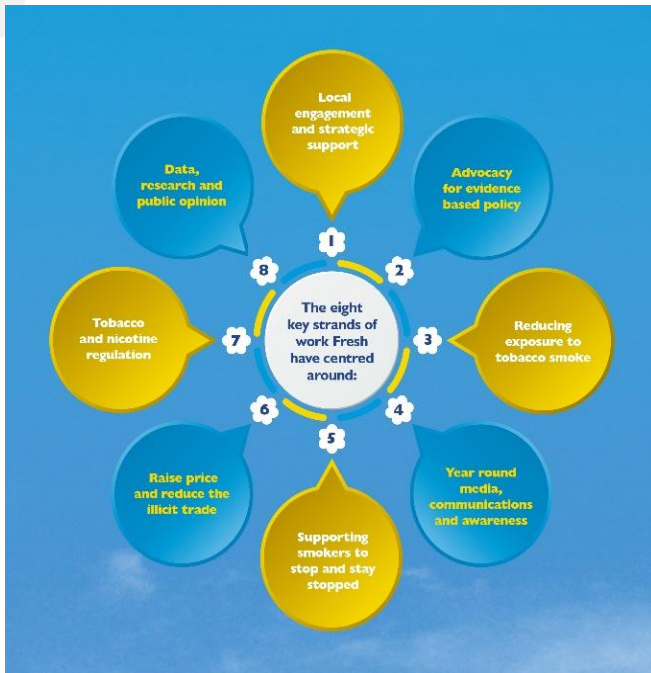 The eight
key strands of
work Fresh
have centred
around:
1
Local
engagement
and strategic
support
2
Advocacy
for evidence
based policy
3
Reducing
exposure to
tobacco smoke
4
Year round
media,
communications
and awareness
5
Supporting
smokers to
stop and stay
stopped
6
Raise price
and reduce the
illicit trade
7
Tobacco
and nicotine
regulation
8
Data,
research and
public opinion